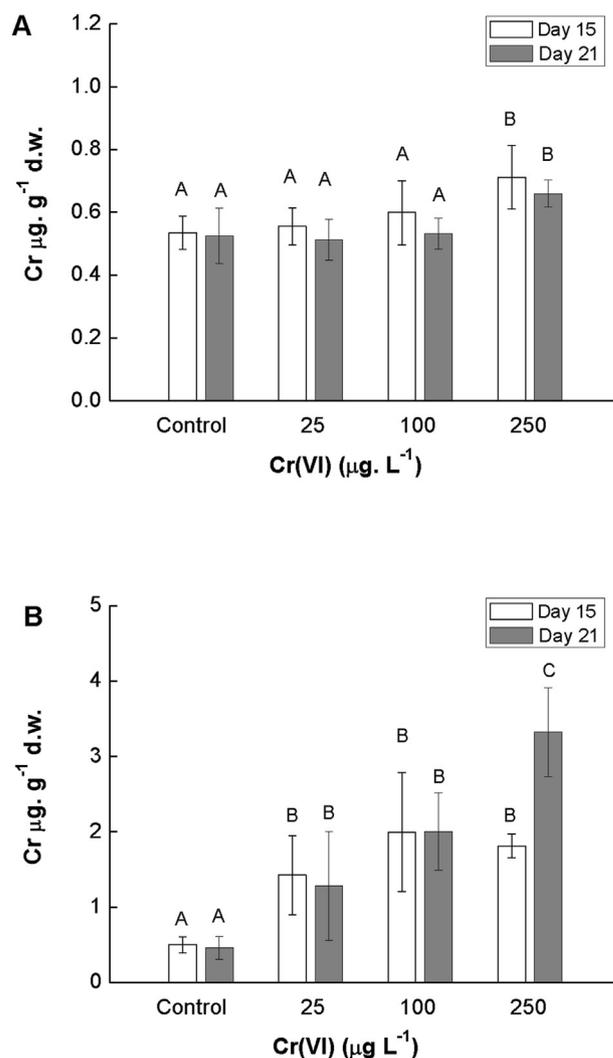 A
1.2
1.0
0.8
0.6
0.4
0.2
0.0
Cr μg. g⁻¹ d.w.
Day 15
Day 21
A A A A A A B B
Control 25 100 250
Cr(VI) (μg. L⁻¹)
B
5
4
3
2
1
0
Cr μg. g⁻¹ d.w.
Day 15
Day 21
A A B B B B B C
Control 25 100 250
Cr(VI) (μg. L⁻¹)